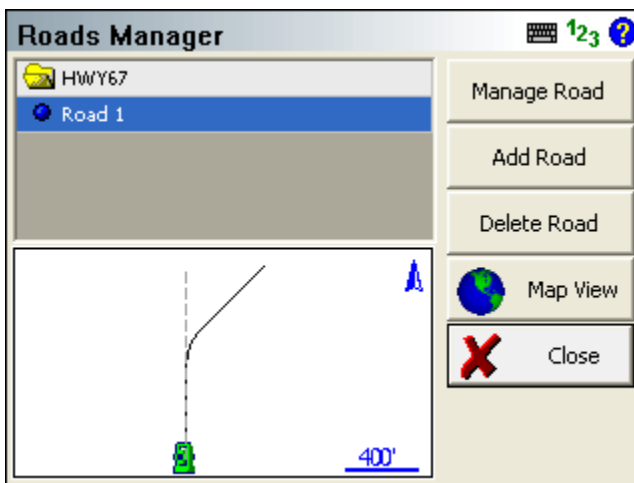 Roads Manager
123
?
HWY67
Road 1
Manage Road
Add Road
Delete Road
Map View
Close
400'